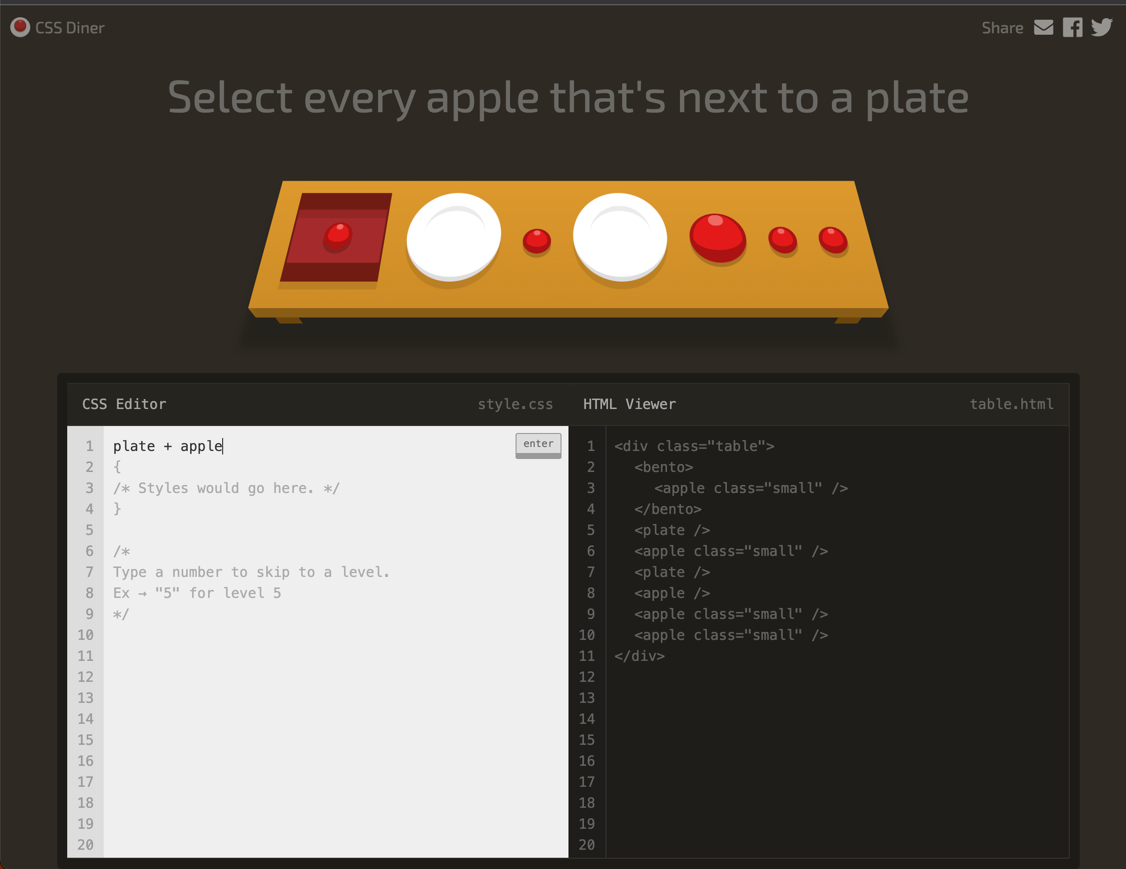 CSS Diner
Share
Select every apple that's next to a plate
CSS Editor
style.css
1 plate + apple
enter
2 {
3 /* Styles would go here. */
4 }
5
6 /*
7 Type a number to skip to a level.
8 Ex → "5" for level 5
9 */
10
11
12
13
14
15
16
17
18
19
20
HTML Viewer
table.html
1 <div class="table">
2 <bento>
3 <apple class="small" />
4 </bento>
5 <plate />
6 <apple class="small" />
7 <plate />
8 <apple />
9 <apple class="small" />
10 <apple class="small" />
11 </div>
12
13
14
15
16
17
18
19
20